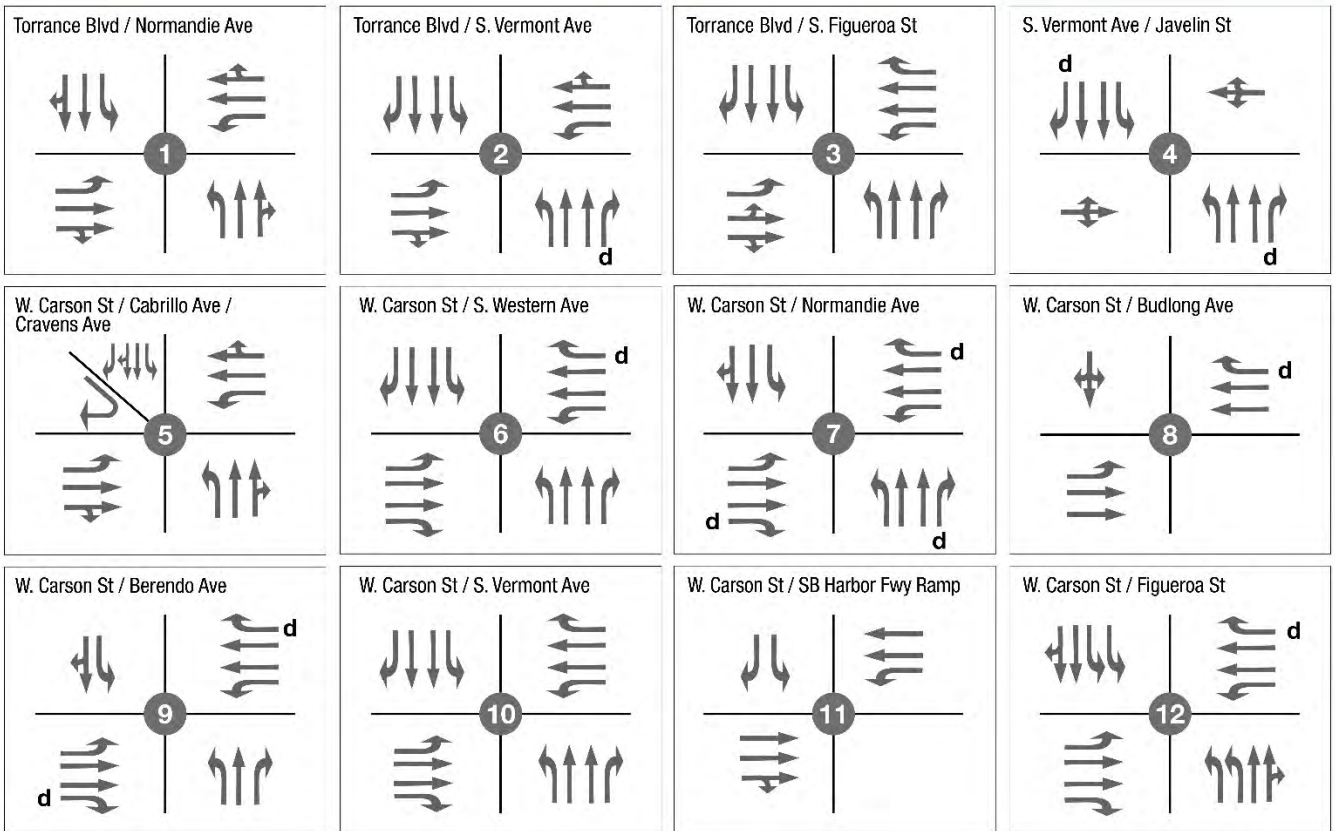 Torrance Blvd / Normandie Ave
1
Torrance Blvd / S. Vermont Ave
2
d
Torrance Blvd / S. Figueroa St
3
S. Vermont Ave / Javelin St
d
4
d
W. Carson St / Cabrillo Ave /
Cravens Ave
5
W. Carson St / S. Western Ave
d
6
W. Carson St / Normandie Ave
d
7
d
d
W. Carson St / Budlong Ave
d
8
W. Carson St / Berendo Ave
d
9
d
W. Carson St / S. Vermont Ave
10
W. Carson St / SB Harbor Fwy Ramp
11
W. Carson St / Figueroa St
d
12